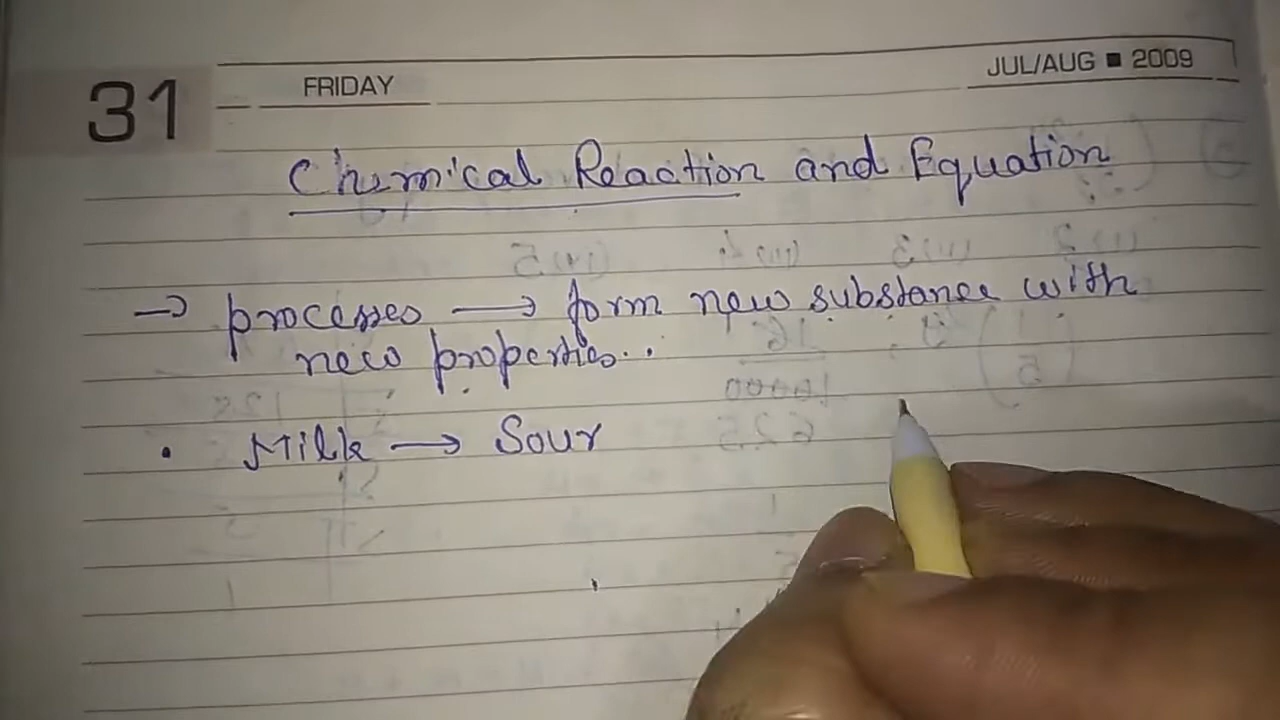 31 FRIDAY JUL/AUG ■ 2009
Chemical Reaction and Equation
→ processes → form new substance with
new properties..
• Milk → Sour